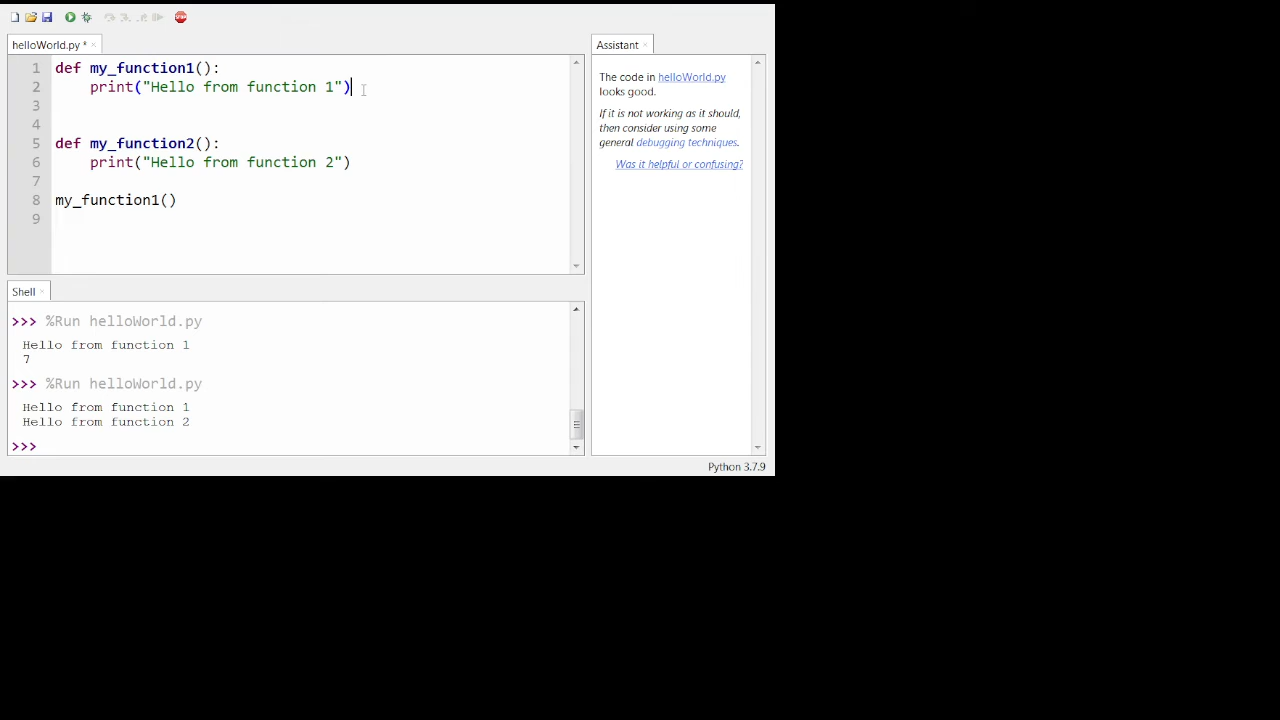 helloWorld.py *
1 def my_function1():
2 print("Hello from function 1")
3
4
5 def my_function2():
6 print("Hello from function 2")
7
8 my_function1()
9
Shell
>>> %Run helloWorld.py
Hello from function 1
7
>>> %Run helloWorld.py
Hello from function 1
Hello from function 2
>>>
Assistant
The code in helloWorld.py
looks good.
If it is not working as it should,
then consider using some
general debugging techniques.
Was it helpful or confusing?
Python 3.7.9
STOP